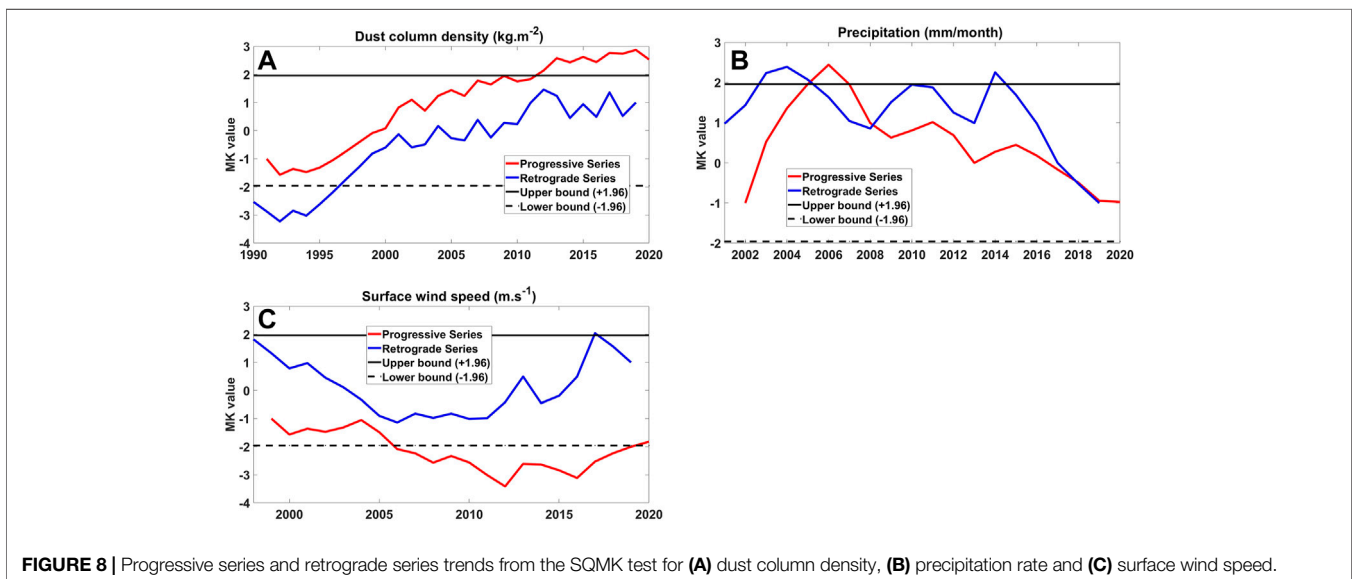 Dust column density (kg.m-2)
A
MK value
3
2
1
0
-1
-2
-3
-4
Progressive Series
Retrograde Series
Upper bound (+1.96)
Lower bound (-1.96)
1990 1995 2000 2005 2010 2015 2020
Precipitation (mm/month)
B
MK value
3
2
1
0
-1
-2
Progressive Series
Retrograde Series
Upper bound (+1.96)
Lower bound (-1.96)
2002 2004 2006 2008 2010 2012 2014 2016 2018 2020
Surface wind speed (m.s-1)
C
MK value
3
2
1
0
-1
-2
-3
-4
Progressive Series
Retrograde Series
Upper bound (+1.96)
Lower bound (-1.96)
2000 2005 2010 2015 2020
FIGURE 8 | Progressive series and retrograde series trends from the SQMK test for (A) dust column density, (B) precipitation rate and (C) surface wind speed.